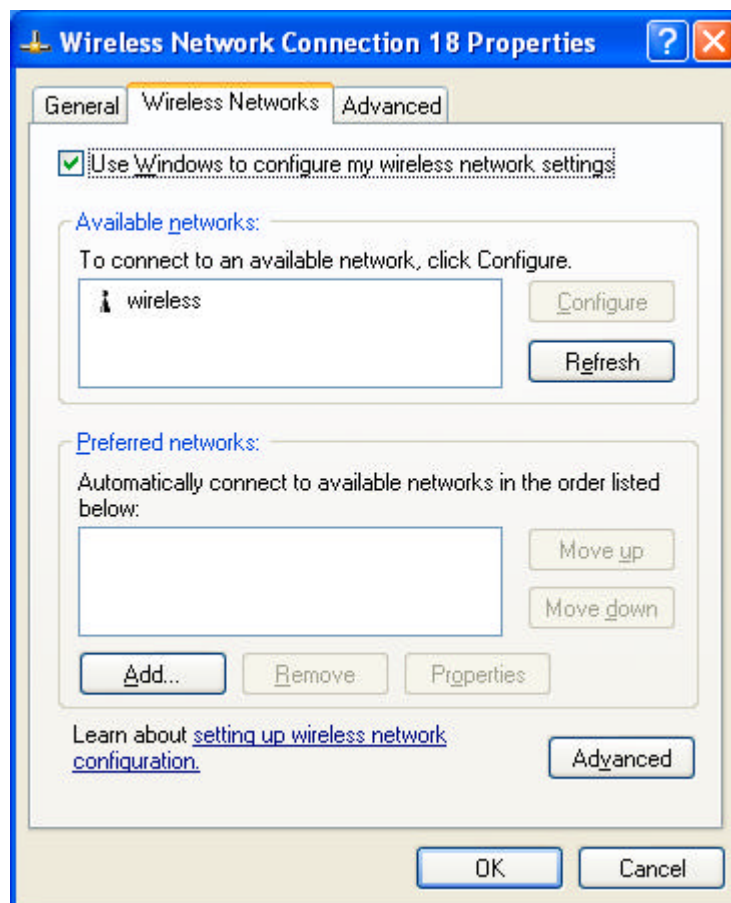 Wireless Network Connection 18 Properties
General Wireless Networks Advanced
Use Windows to configure my wireless network settings
Available networks:
To connect to an available network, click Configure.
wireless
Configure
Refresh
Preferred networks:
Automatically connect to available networks in the order listed
below:
Move up
Move down
Add... Remove Properties
Learn about setting up wireless network
configuration.
Advanced
OK Cancel